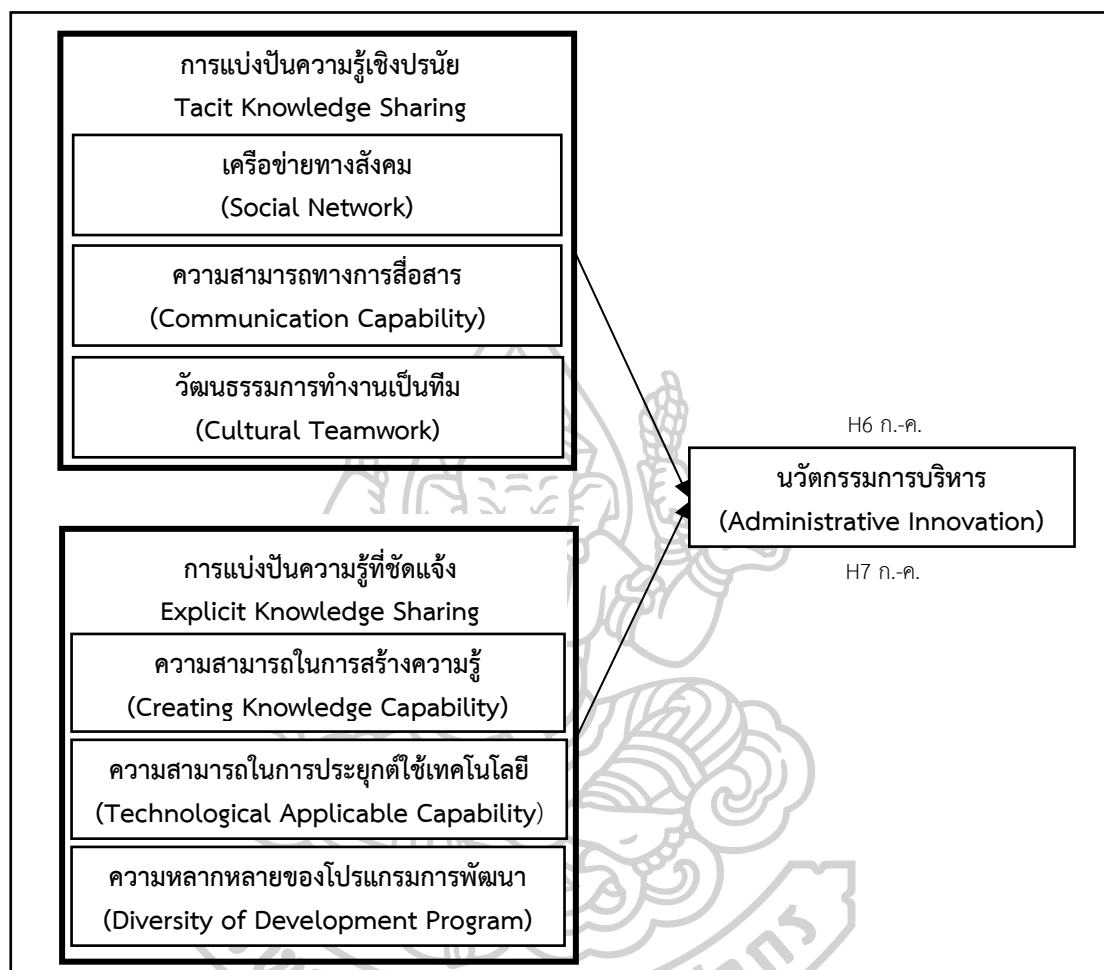 การแบ่งปันความรู้เชิงปรนัย
Tacit Knowledge Sharing
เครือข่ายทางสังคม
(Social Network)
ความสามารถทางการสื่อสาร
(Communication Capability)
วัฒนธรรมการทำงานเป็นทีม
(Cultural Teamwork)
H6 ก.-ค.
นวัตกรรมการบริหาร
(Administrative Innovation)
H7 ก.-ค.
การแบ่งปันความรู้ที่ชัดแจ้ง
Explicit Knowledge Sharing
ความสามารถในการสร้างความรู้
(Creating Knowledge Capability)
ความสามารถในการประยุกต์ใช้เทคโนโลยี
(Technological Applicable Capability)
ความหลากหลายของโปรแกรมการพัฒนา
(Diversity of Development Program)